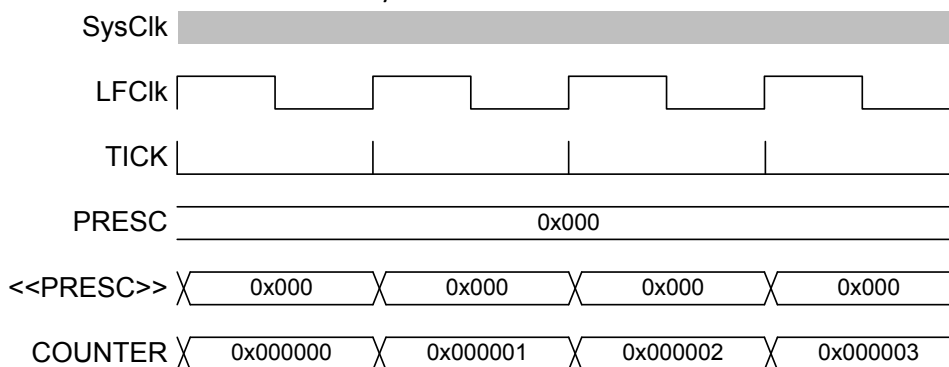 SysClk
LFClk
TICK
PRESC 0x000
<<PRESC>> 0x000 0x000 0x000 0x000
COUNTER 0x000000 0x000001 0x000002 0x000003